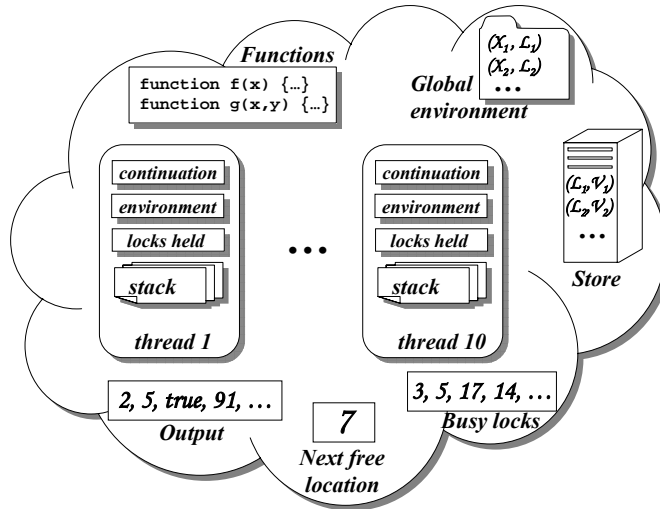 Functions
function f(x) {…}
function g(x,y) {…}
(X₁, L₁)
(X₂, L₂)
...
Global
environment
continuation
environment
locks held
stack
thread 1
...
continuation
environment
locks held
stack
thread 10
(L₁,V₁)
(L₂,V₂)
...
Store
2, 5, true, 91, ...
Output
7
Next free
location
3, 5, 17, 14, ...
Busy locks